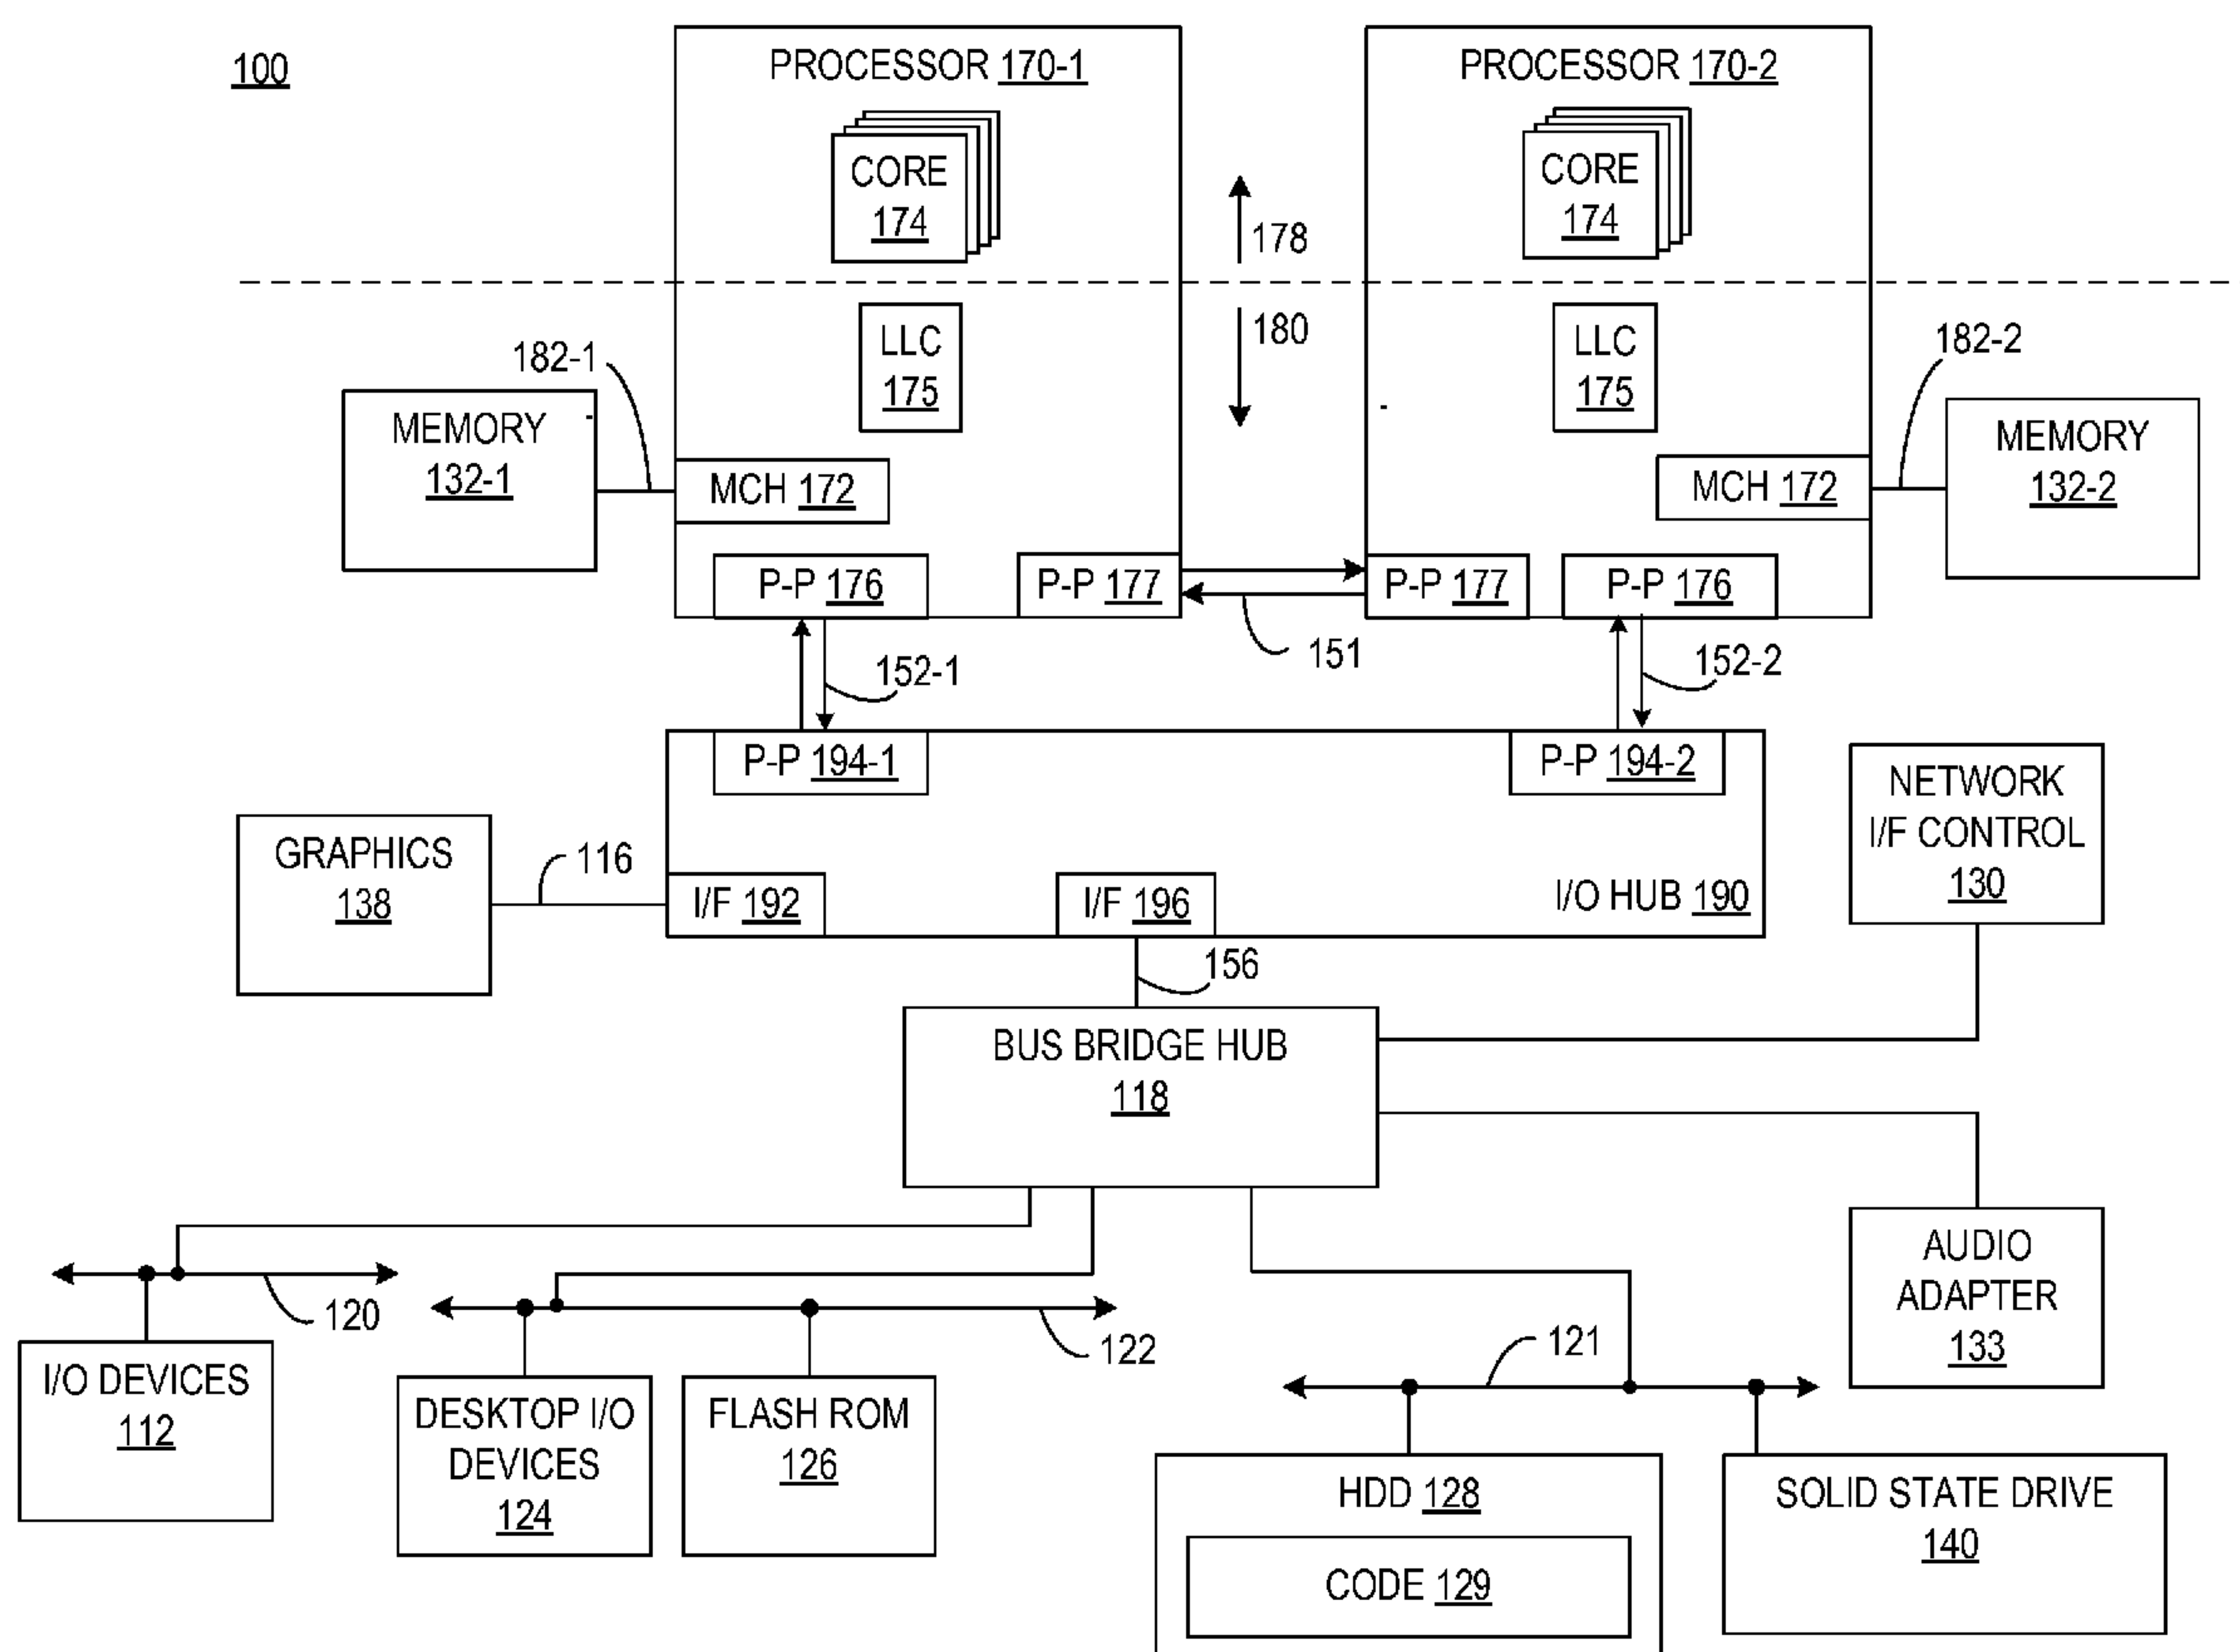 100
PROCESSOR 170-1
CORE
174
LLC
175
MCH 172
P-P 176
P-P 177
178
180
PROCESSOR 170-2
CORE
174
LLC
175
MCH 172
P-P 177
P-P 176
182-1
MEMORY
132-1
182-2
MEMORY
132-2
151
152-1
152-2
P-P 194-1
P-P 194-2
I/F 192
I/F 196
I/O HUB 190
GRAPHICS
138
116
NETWORK
I/F CONTROL
130
156
BUS BRIDGE HUB
118
AUDIO
ADAPTER
133
120
I/O DEVICES
112
122
DESKTOP I/O
DEVICES
124
FLASH ROM
126
121
HDD 128
CODE 129
SOLID STATE DRIVE
140